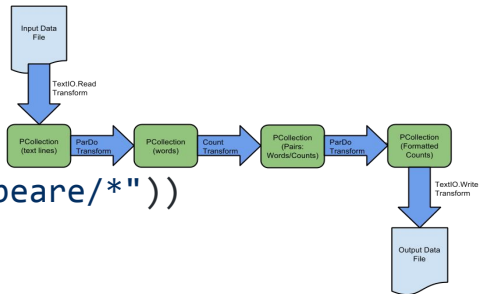 Input Data
File
TextIO.Read
Transform
PCollection
(text lines)
ParDo
Transform
PCollection
(words)
Count
Transform
PCollection
(Pairs:
Words/Counts)
ParDo
Transform
PCollection
(Formatted
Counts)
peare/*"))
TextIO.Write
Transform
Output Data
File